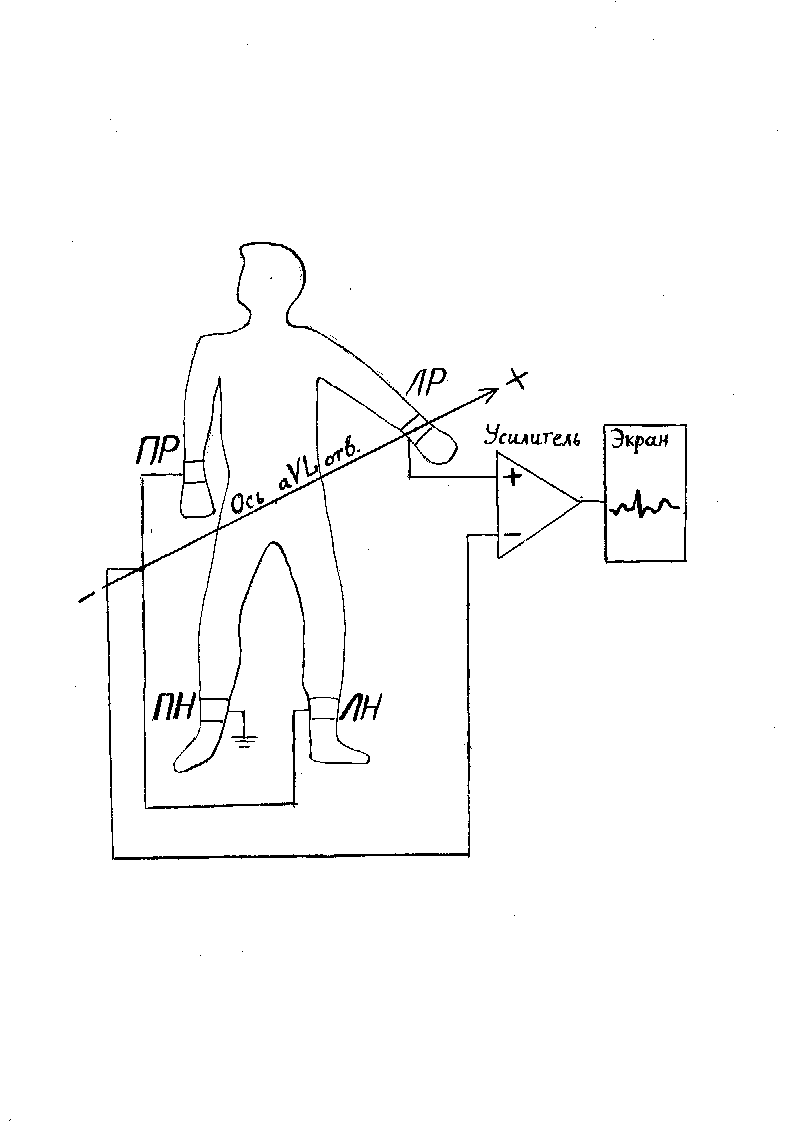 ЛР
X
Усилитель
Экран
ПР
Ось aVL отв.
+
−
−
ПН
ЛН